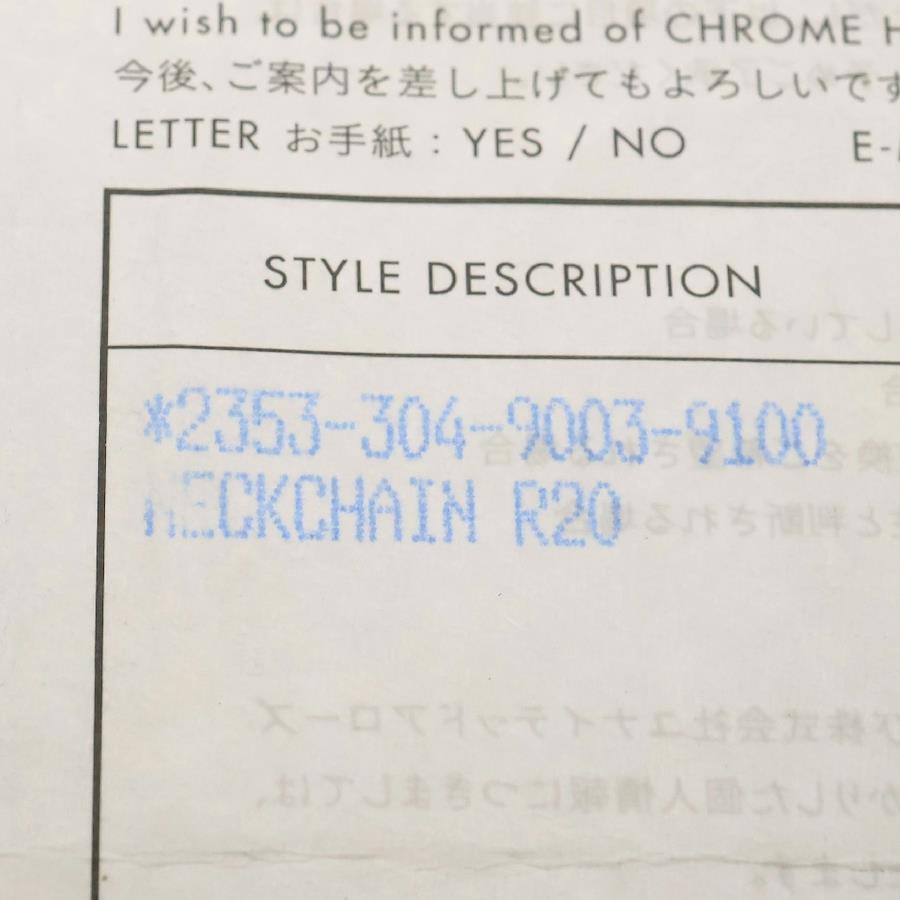 I wish to be informed of CHROME H
今後、ご案内を差し上げてもよろしいです
LETTER お手紙 : YES / NO E-
STYLE DESCRIPTION
*2353-304-9003-9100
NECKCHAIN R20